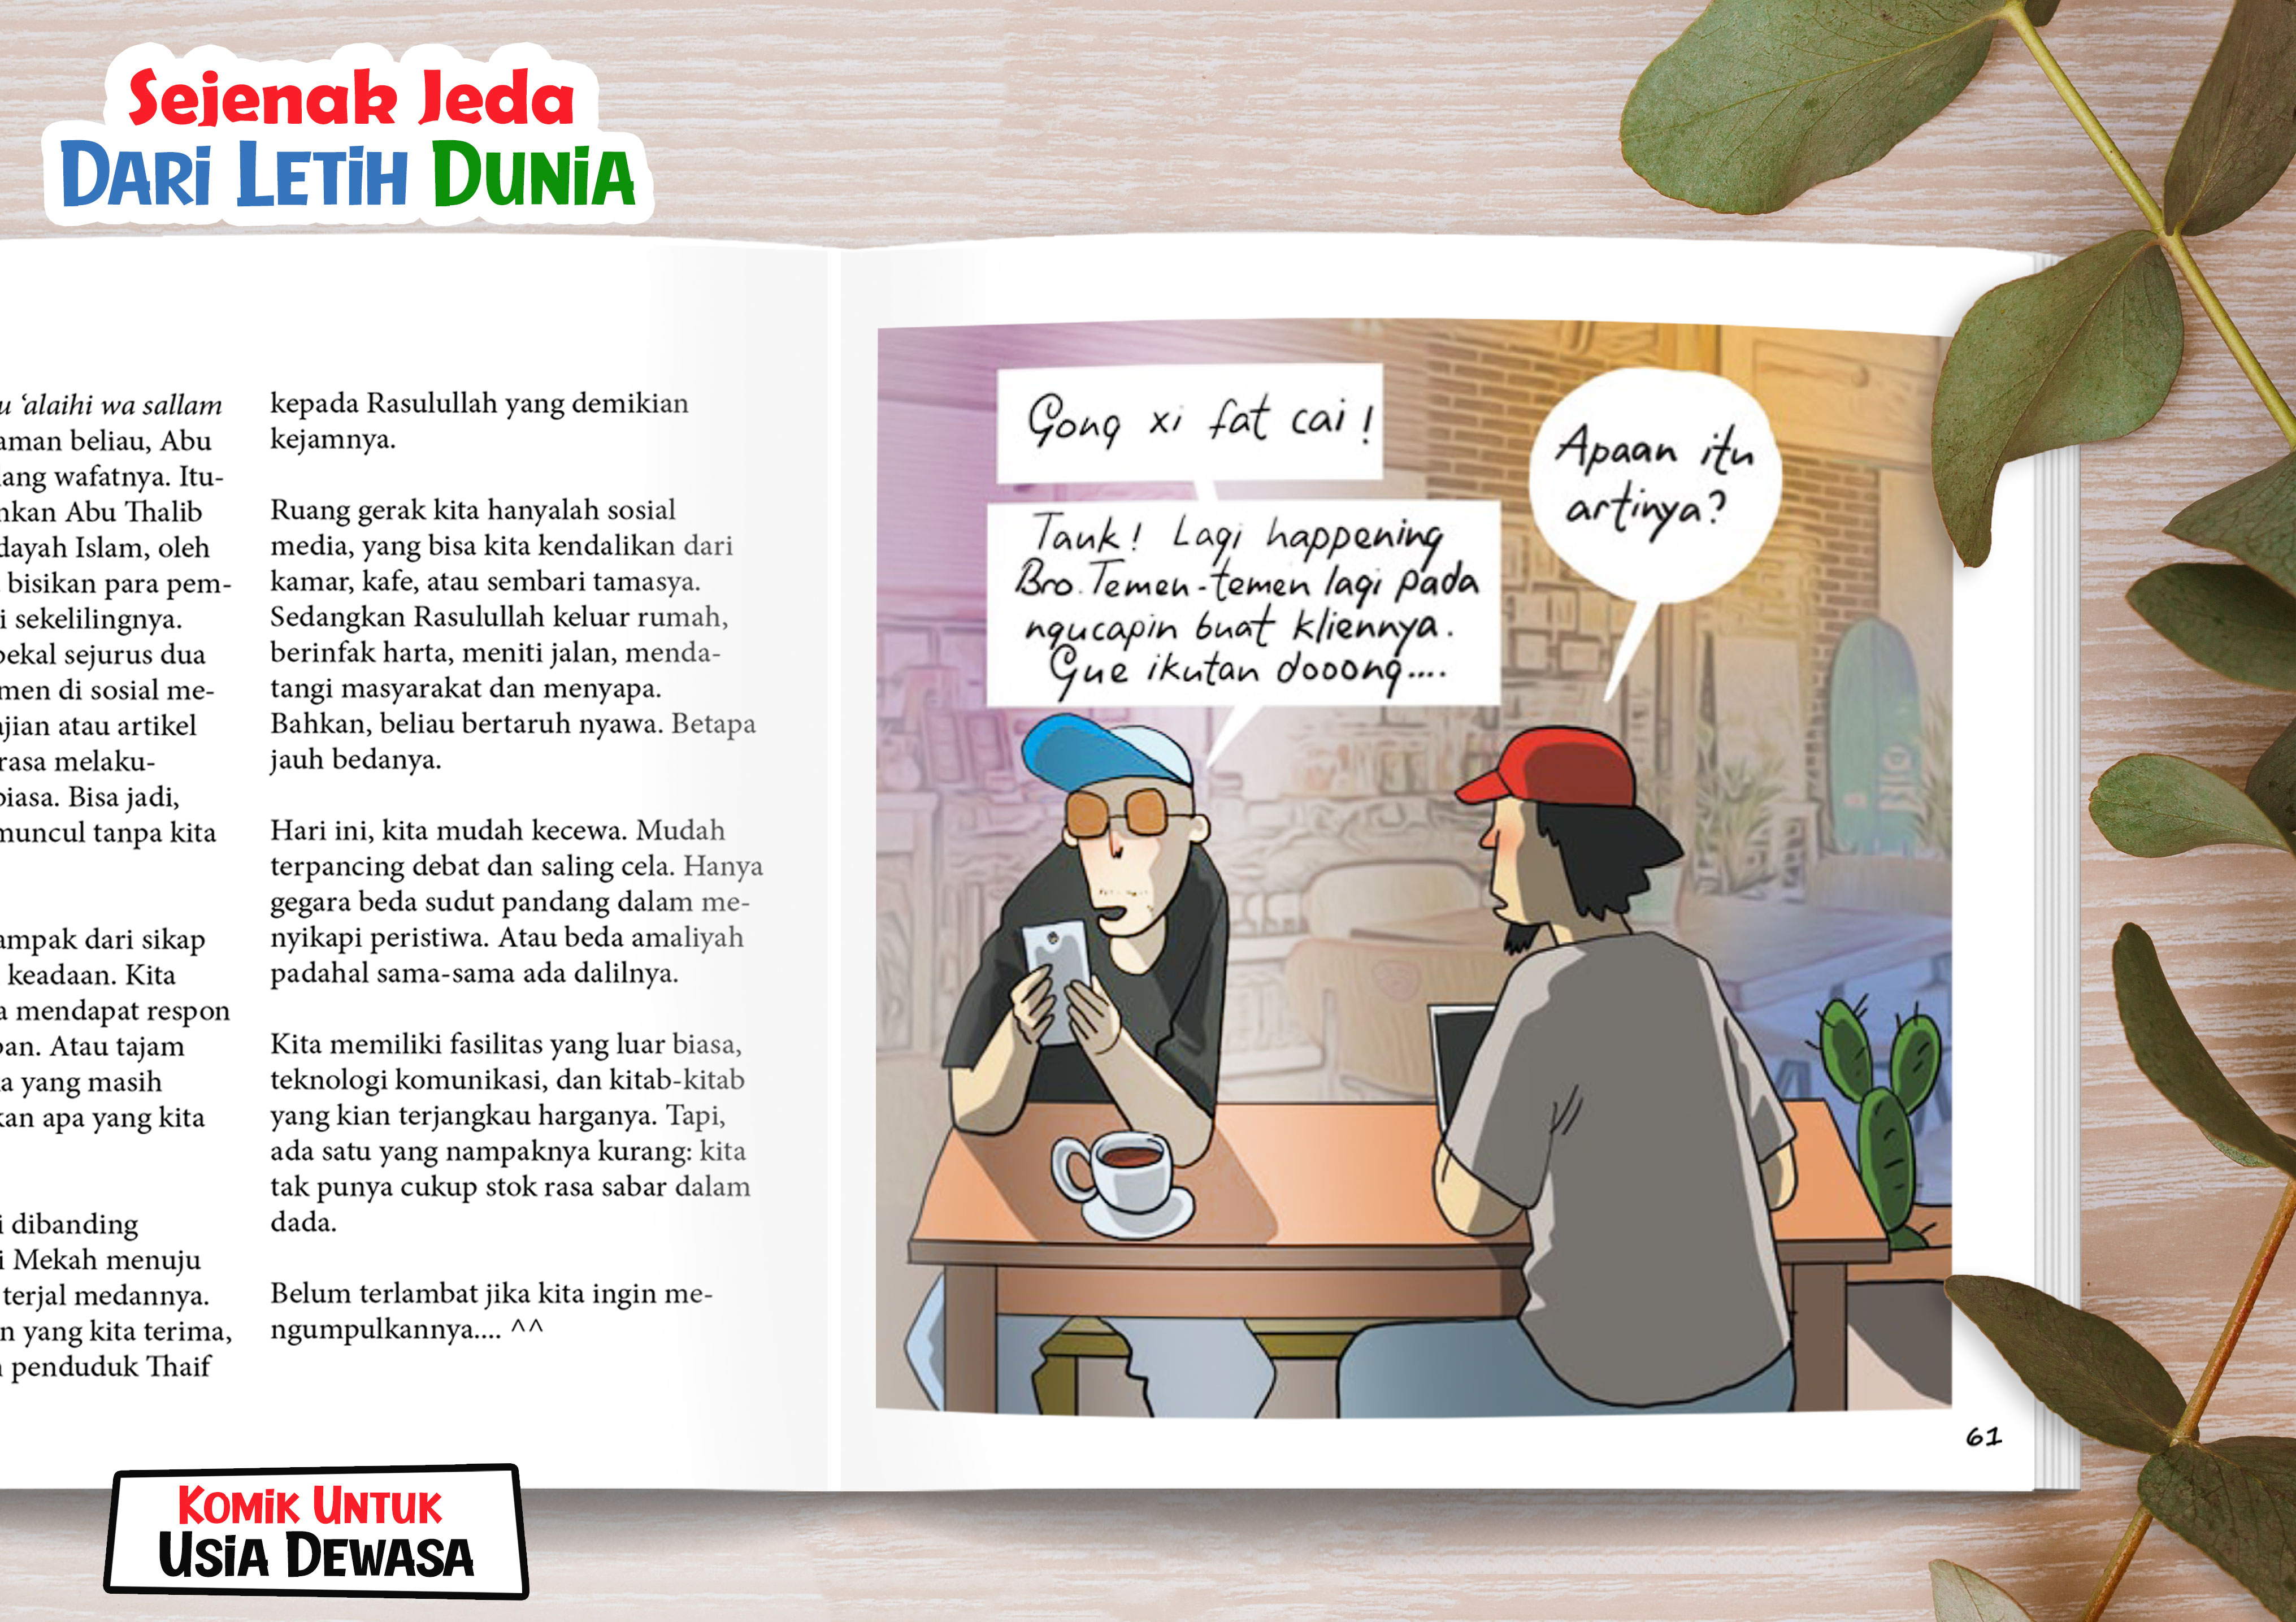 Sejenak Jeda
DARi LETiH DUNiA
u ‘alaihi wa sallam
aman beliau, Abu
lang wafatnya. Itu-
nkan Abu Thalib
dayah Islam, oleh
bisikan para pem-
i sekelilingnya.
bekal sejurus dua
men di sosial me-
ajian atau artikel
rasa melaku-
biasa. Bisa jadi,
muncul tanpa kita
ampak dari sikap
keadaan. Kita
a mendapat respon
pan. Atau tajam
a yang masih
kan apa yang kita
i dibanding
i Mekah menuju
terjal medannya.
n yang kita terima,
penduduk Thaif
kepada Rasulullah yang demikian
kejamnya.
Ruang gerak kita hanyalah sosial
media, yang bisa kita kendalikan dari
kamar, kafe, atau sembari tamasya.
Sedangkan Rasulullah keluar rumah,
berinfak harta, meniti jalan, menda-
tangi masyarakat dan menyapa.
Bahkan, beliau bertaruh nyawa. Betapa
jauh bedanya.
Hari ini, kita mudah kecewa. Mudah
terpancing debat dan saling cela. Hanya
gegara beda sudut pandang dalam me-
nyikapi peristiwa. Atau beda amaliyah
padahal sama-sama ada dalilnya.
Kita memiliki fasilitas yang luar biasa,
teknologi komunikasi, dan kitab-kitab
yang kian terjangkau harganya. Tapi,
ada satu yang nampaknya kurang: kita
tak punya cukup stok rasa sabar dalam
dada.
Belum terlambat jika kita ingin me-
ngumpulkannya.... ^^
Gong xi fat cai !
Apaan itu
artinya?
Tauk! Lagi happening
Bro. Temen-temen lagi pada
ngucapin buat kliennya.
Gue ikutan dooong....
61
KOMiK UNTUK
USiA DEWASA